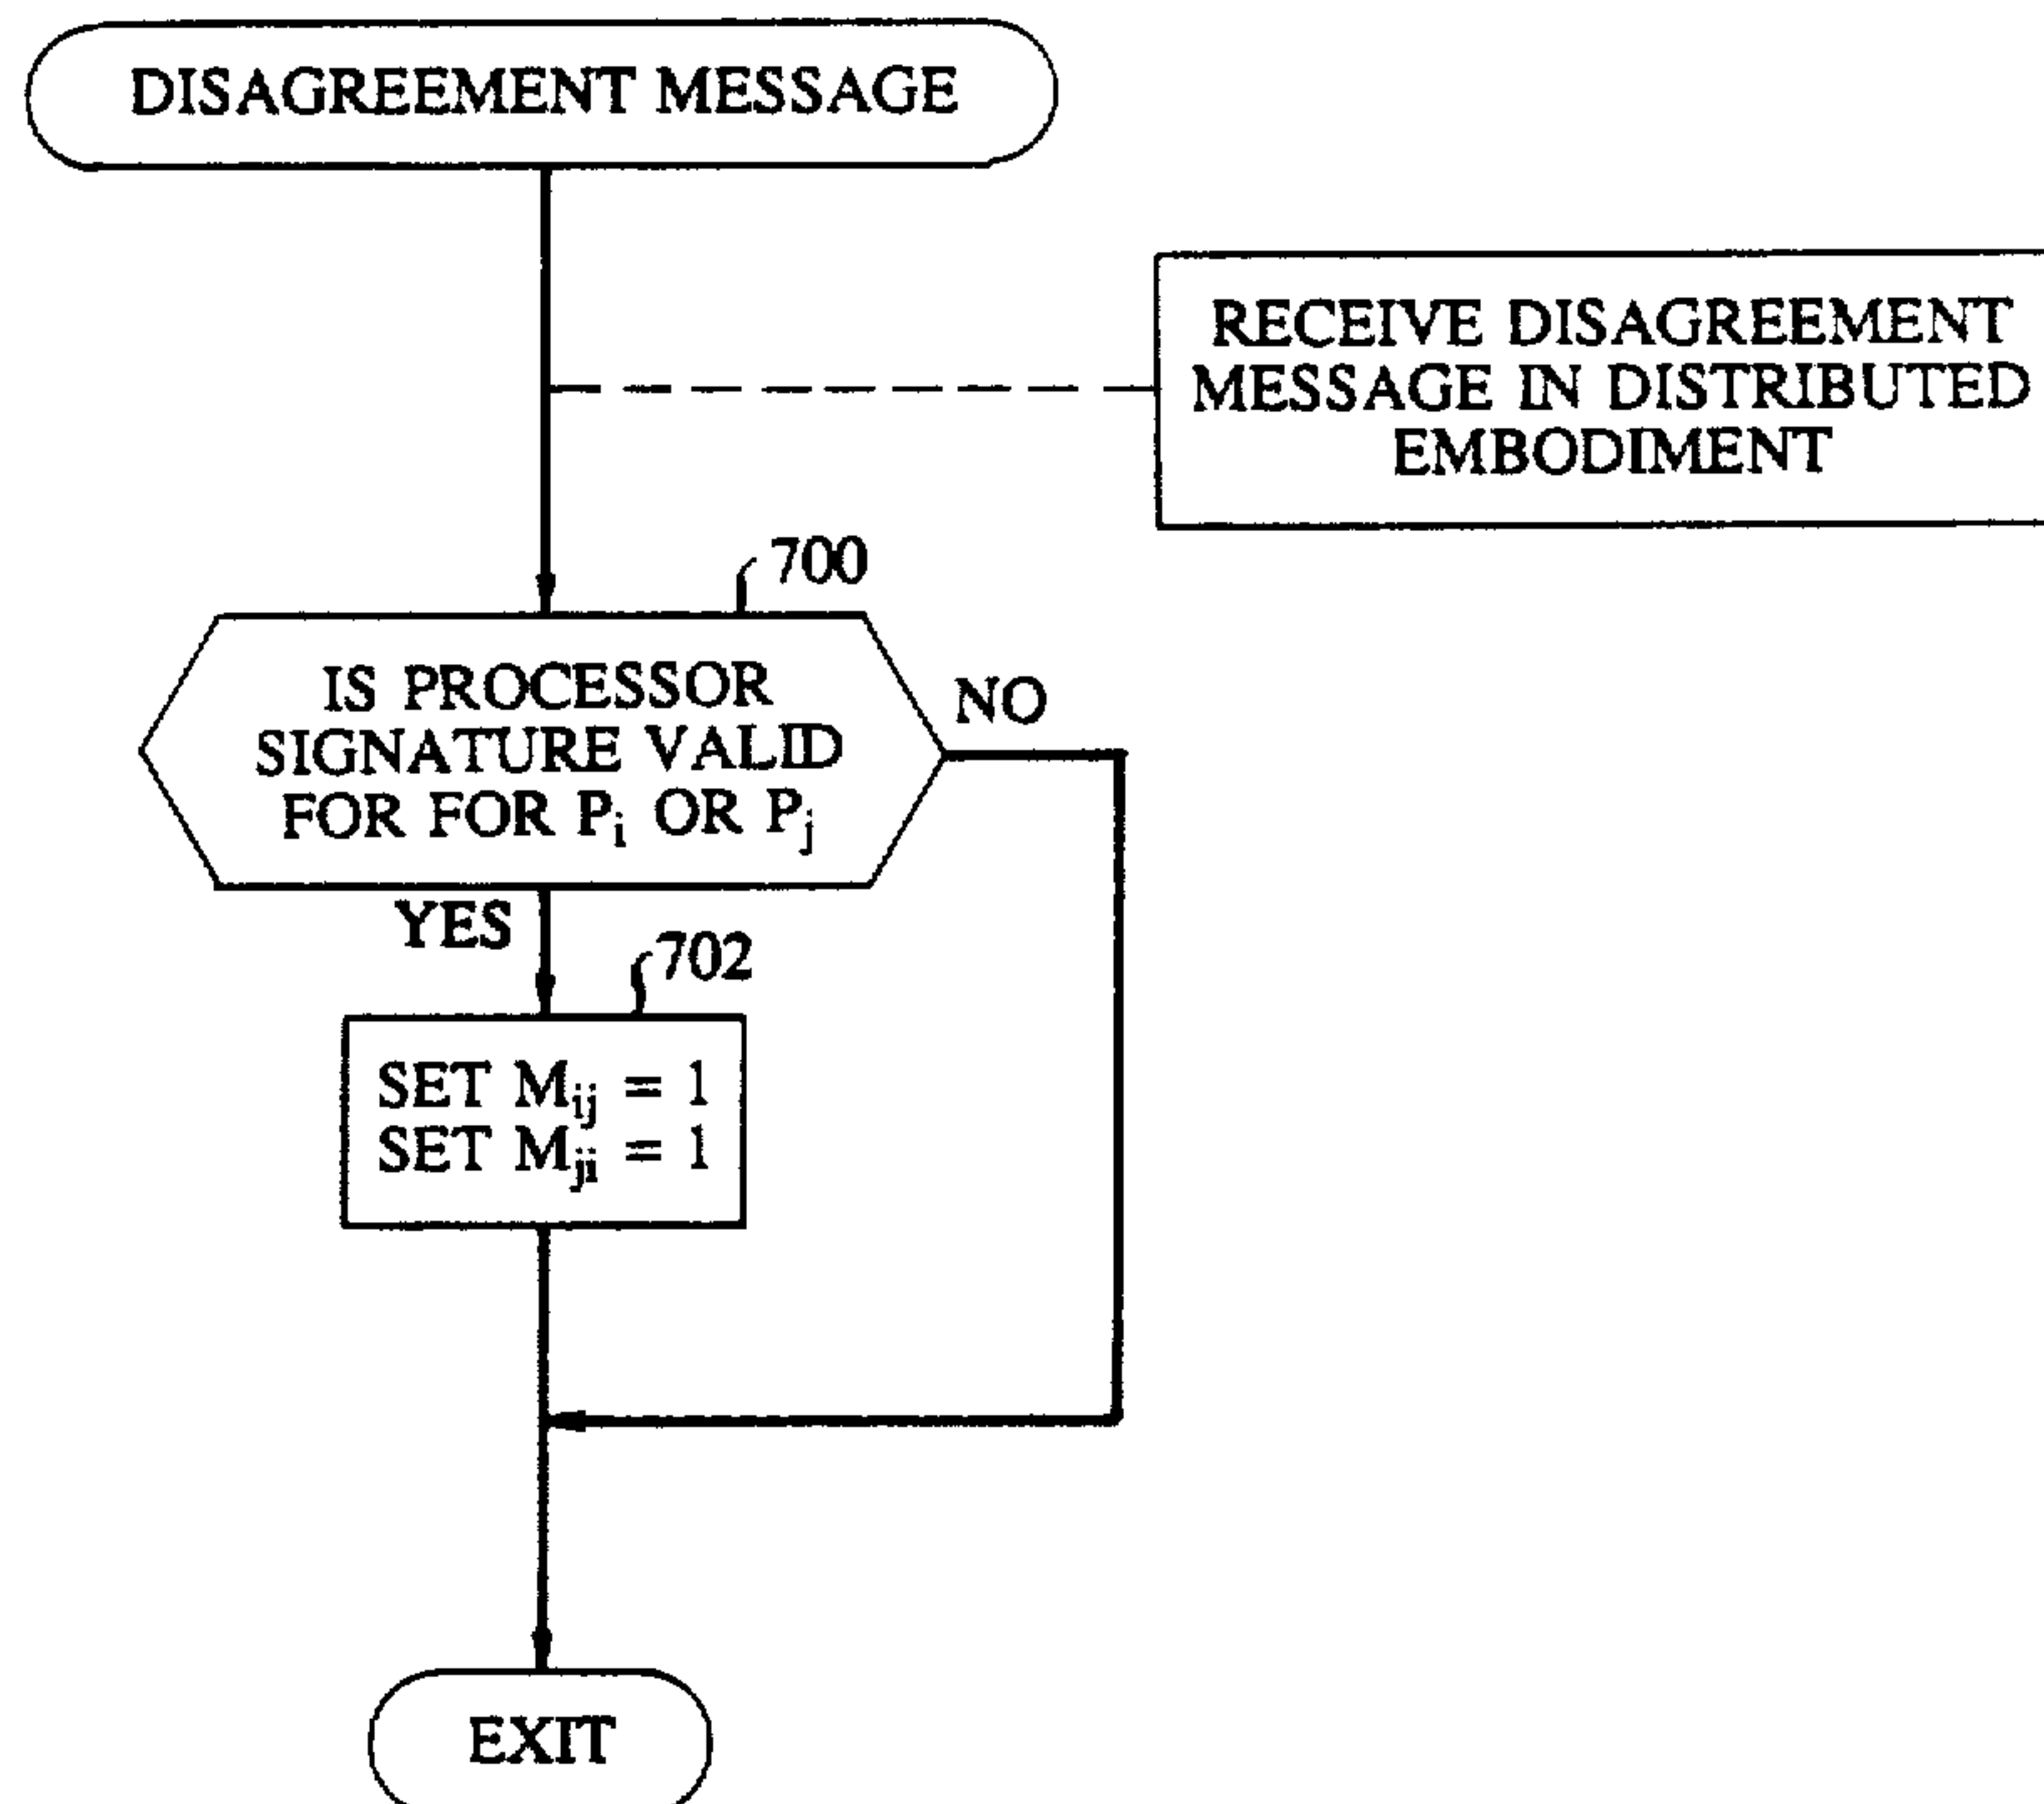 DISAGREEMENT MESSAGE
RECEIVE DISAGREEMENT
MESSAGE IN DISTRIBUTED
EMBODIMENT
700
IS PROCESSOR
SIGNATURE VALID
FOR FOR Pi OR Pj
NO
YES
702
SET Mij = 1
SET Mji = 1
EXIT